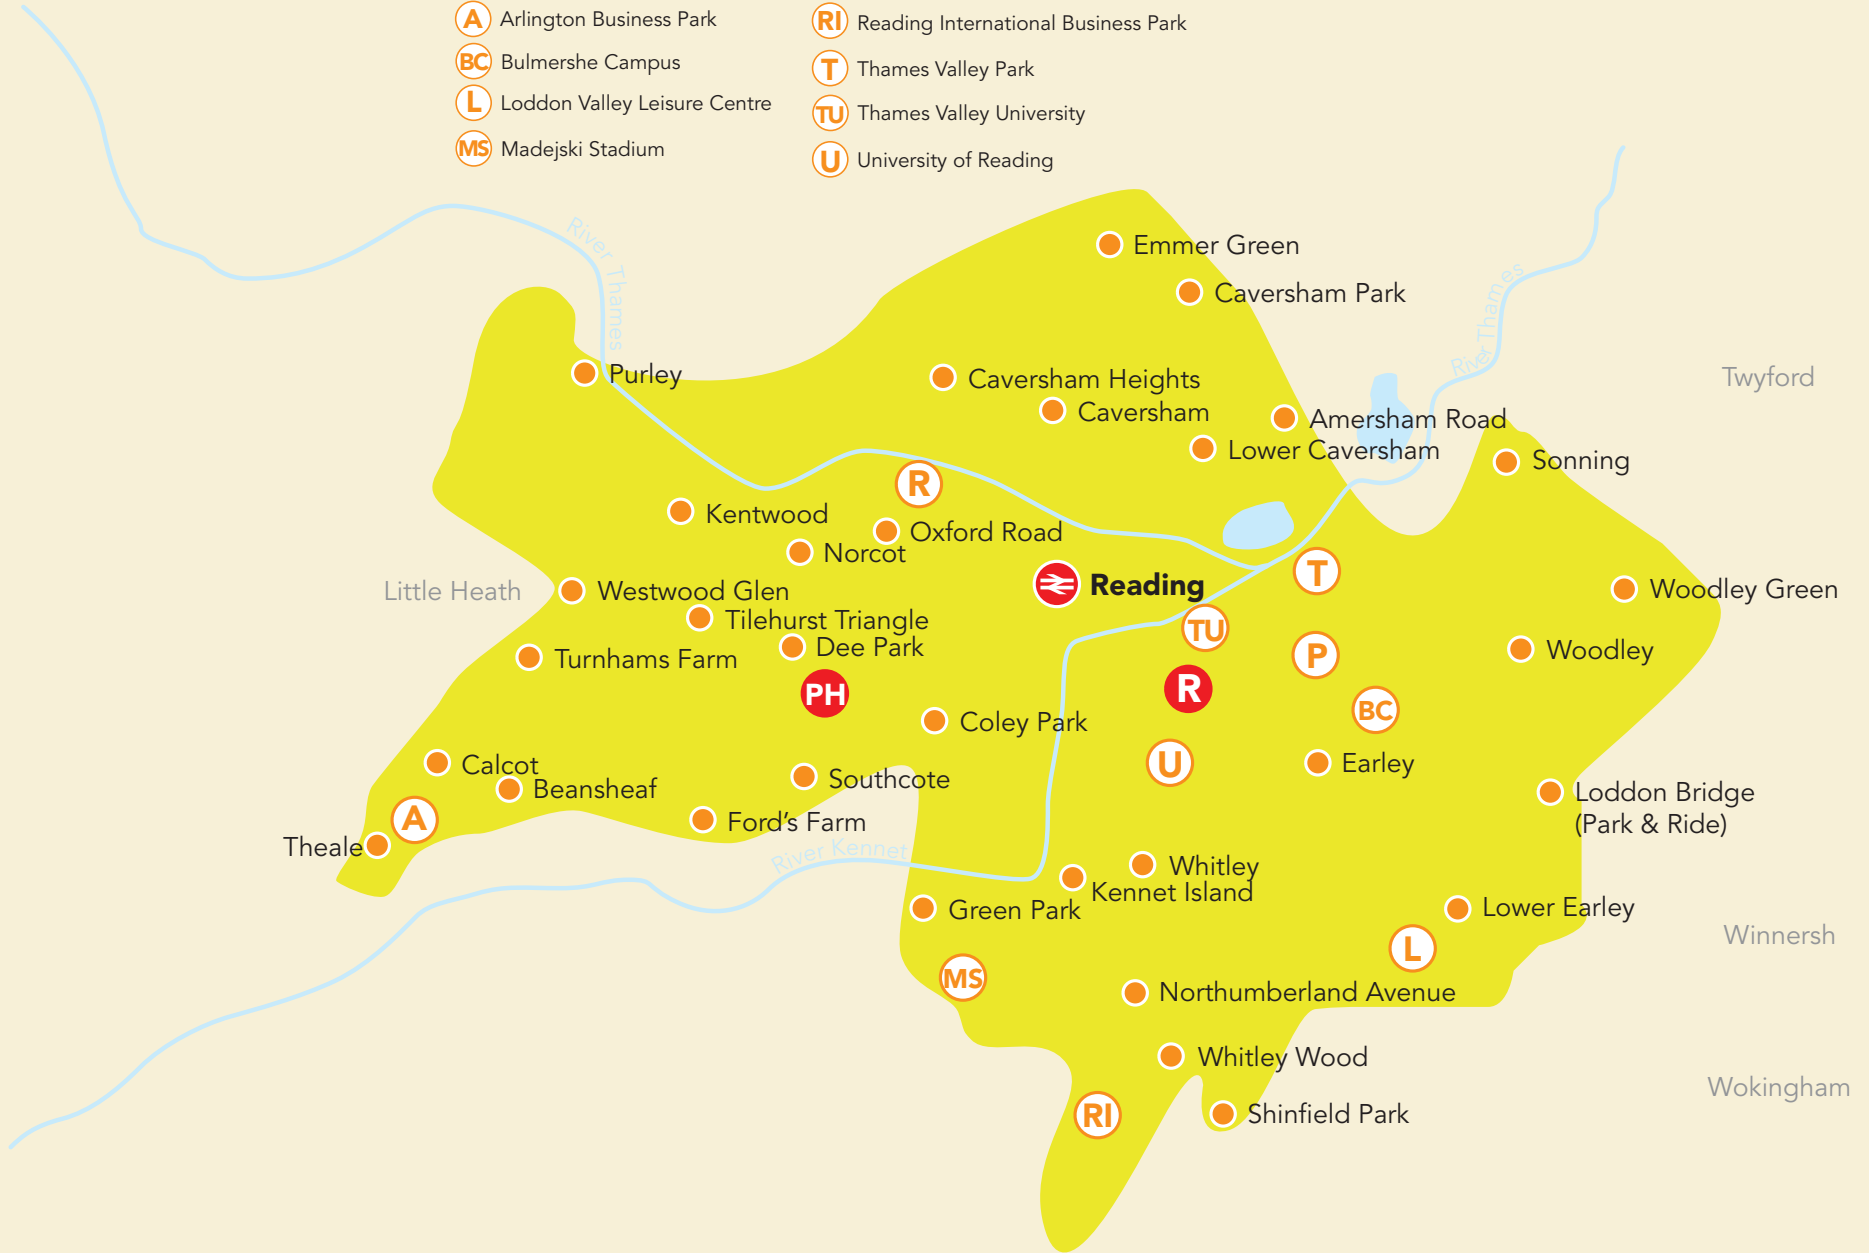 A Arlington Business Park
BC Bulmershe Campus
L Loddon Valley Leisure Centre
MS Madejski Stadium
RI Reading International Business Park
T Thames Valley Park
TU Thames Valley University
U University of Reading
River Thames
Emmer Green
River Thames
Caversham Park
Purley
Caversham Heights
Twyford
Caversham
Amersham Road
Lower Caversham
Sonning
R
Kentwood
Oxford Road
Norcot
T
Reading
Little Heath
Westwood Glen
Woodley Green
Tilehurst Triangle
TU
Dee Park
Turnhams Farm
P
Woodley
PH
R
BC
Coley Park
Calcot
U
Earley
Southcote
Beansheaf
Loddon Bridge
(Park & Ride)
A
Ford's Farm
Theale
River Kennet
Whitley
Kennet Island
Green Park
Lower Earley
Winnersh
L
MS
Northumberland Avenue
Whitley Wood
Wokingham
RI
Shinfield Park